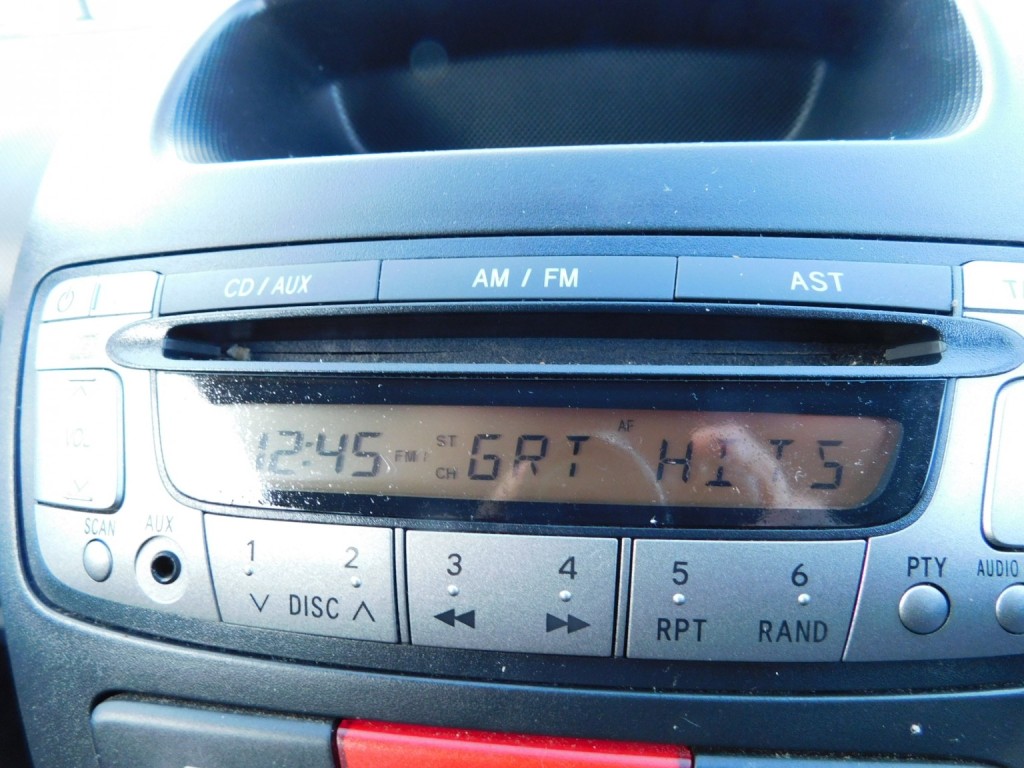 CD / AUX AM / FM AST
VOL
12:45 FM ST CH AF GRT HITS
SCAN AUX
1 2 3 4 5 6
DISC RPT RAND
PTY AUDIO